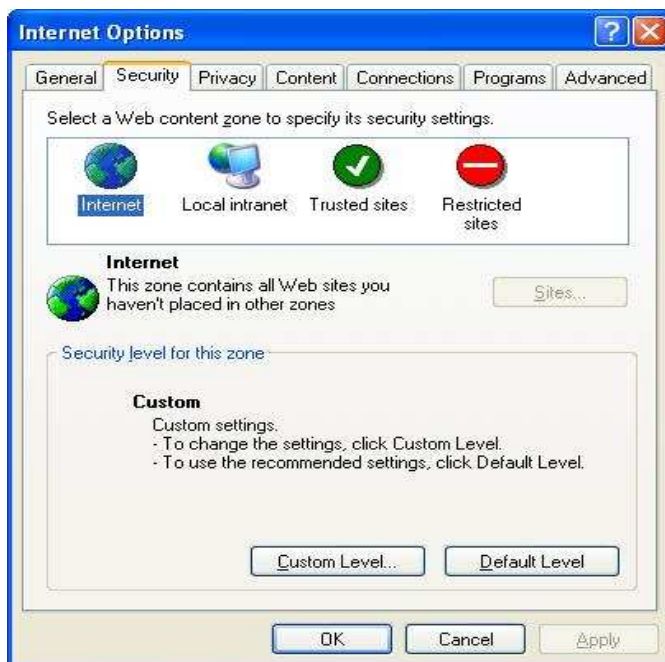 Internet Options
General Security Privacy Content Connections Programs Advanced
Select a Web content zone to specify its security settings.
Internet Local intranet Trusted sites Restricted
sites
Internet
This zone contains all Web sites you
haven't placed in other zones
Sites...
Security level for this zone
Custom
Custom settings.
- To change the settings, click Custom Level.
- To use the recommended settings, click Default Level.
Custom Level... Default Level
OK Cancel Apply